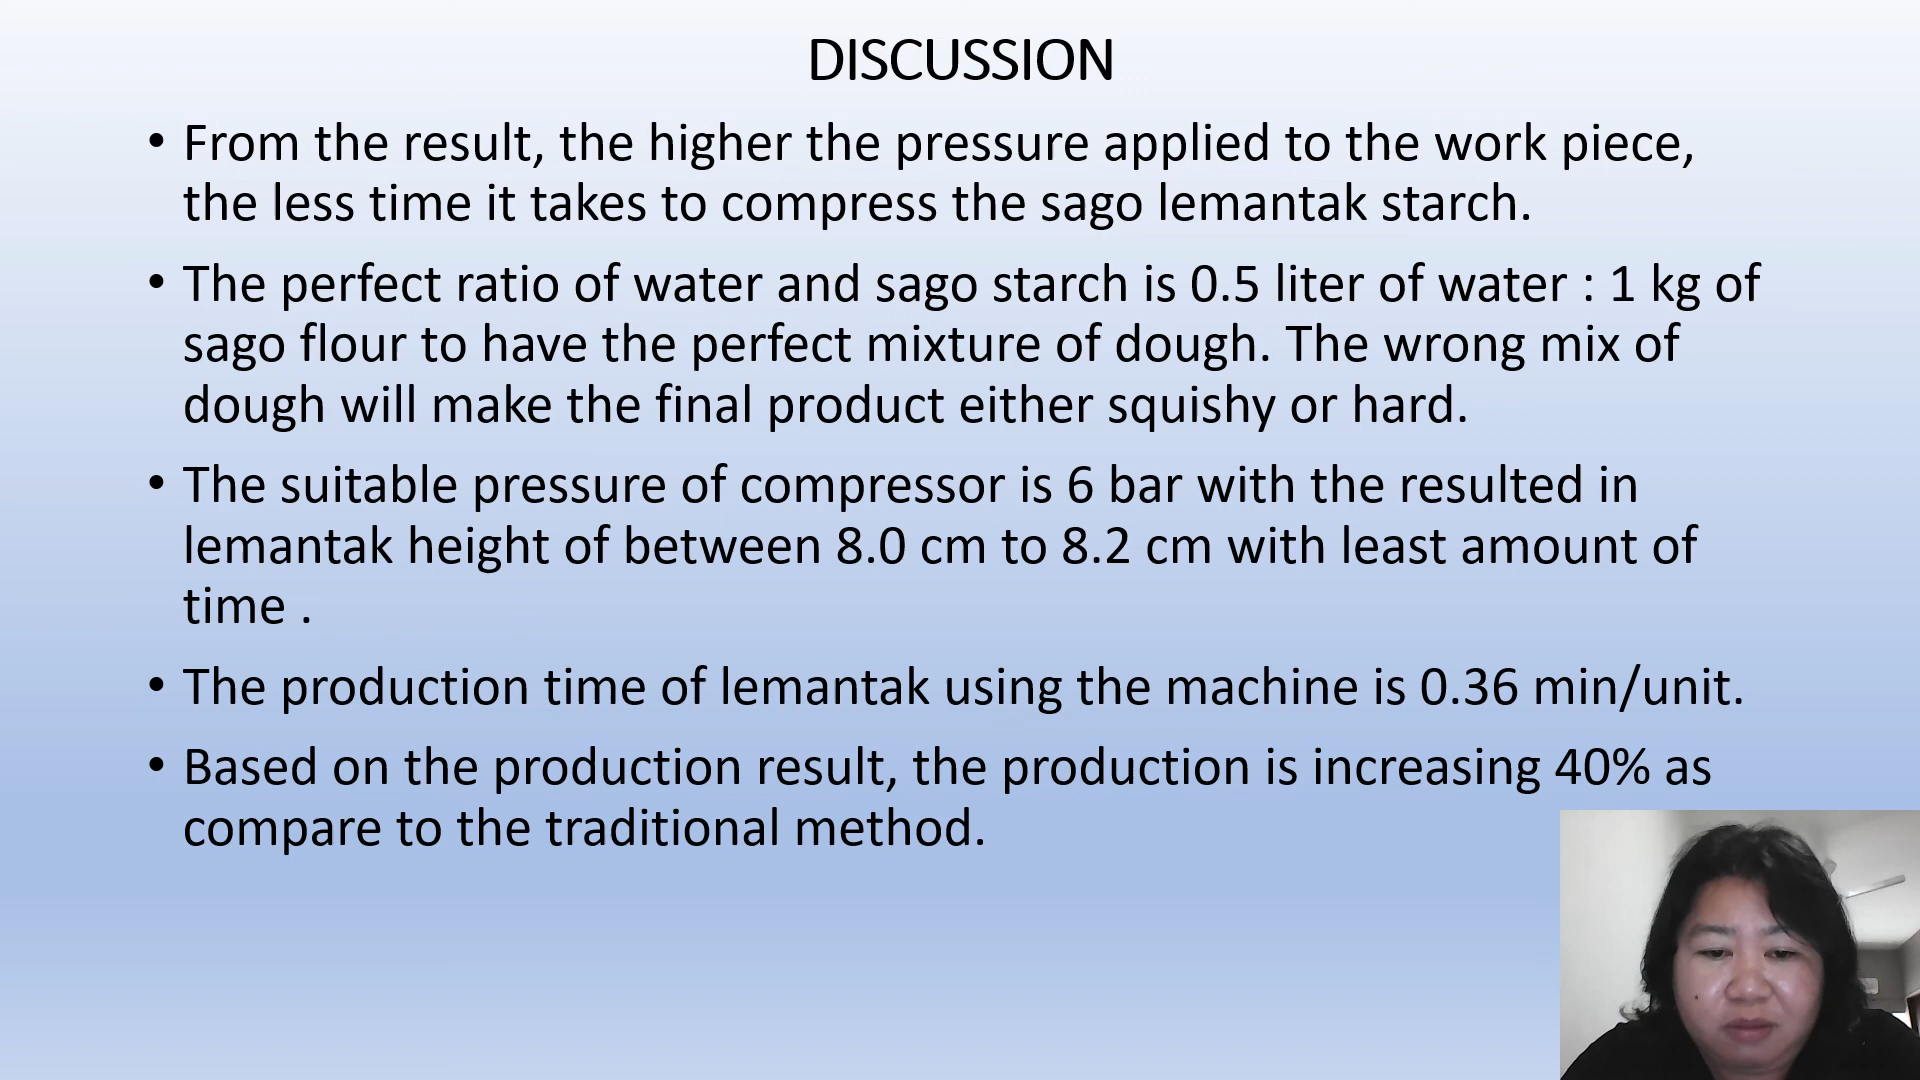 DISCUSSION
• From the result, the higher the pressure applied to the work piece,
the less time it takes to compress the sago lemantak starch.
• The perfect ratio of water and sago starch is 0.5 liter of water : 1 kg of
sago flour to have the perfect mixture of dough. The wrong mix of
dough will make the final product either squishy or hard.
• The suitable pressure of compressor is 6 bar with the resulted in
lemantak height of between 8.0 cm to 8.2 cm with least amount of
time .
• The production time of lemantak using the machine is 0.36 min/unit.
• Based on the production result, the production is increasing 40% as
compare to the traditional method.